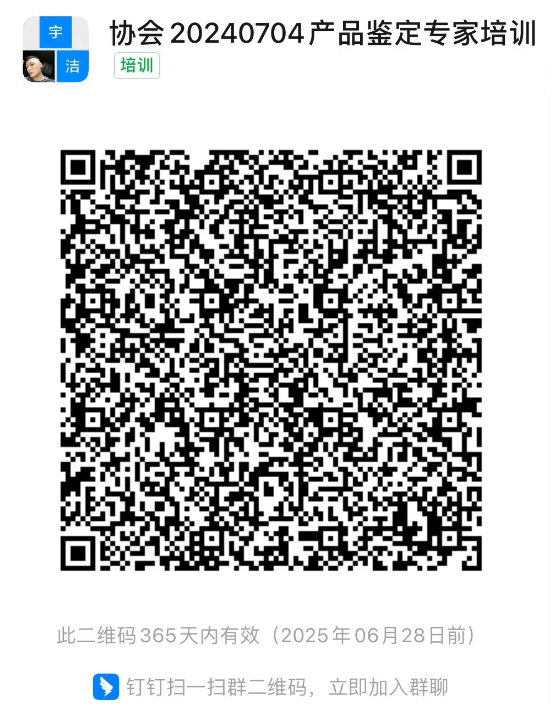 宇
洁
协会20240704产品鉴定专家培训
培训
此二维码365天内有效（2025年06月28日前）
钉钉扫一扫群二维码，立即加入群聊